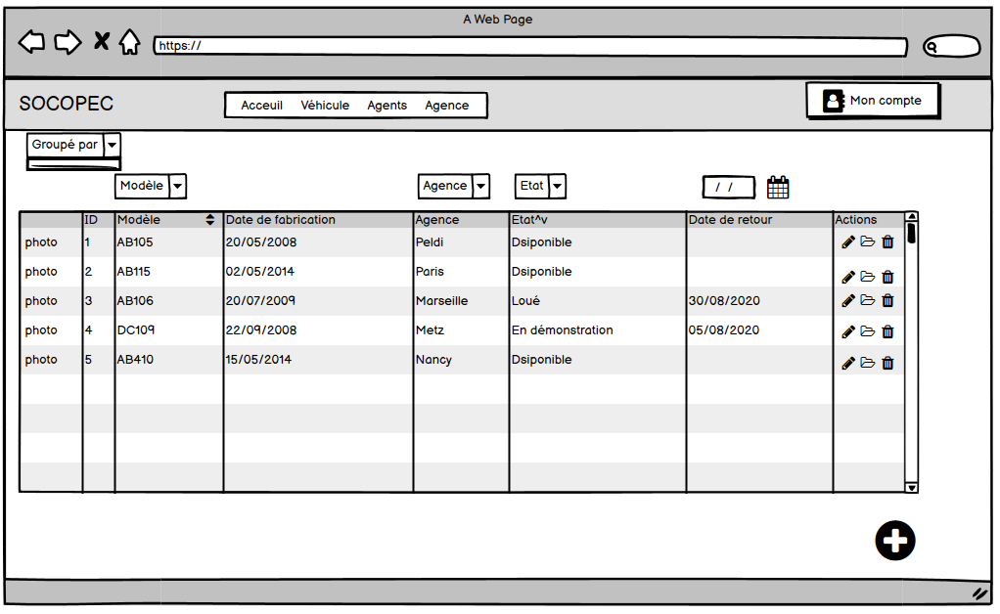 A Web Page
https://
SOCOPEC
Acceuil Véhicule Agents Agence
Mon compte
Groupé par
Modèle Agence Etat / /
ID Modèle Date de fabrication Agence Etat^v Date de retour Actions
photo 1 AB105 20/05/2008 Peldi Dsiponible
photo 2 AB115 02/05/2014 Paris Dsiponible
photo 3 AB106 20/07/2009 Marseille Loué 30/08/2020
photo 4 DC109 22/09/2008 Metz En démonstration 05/08/2020
photo 5 AB410 15/05/2014 Nancy Dsiponible